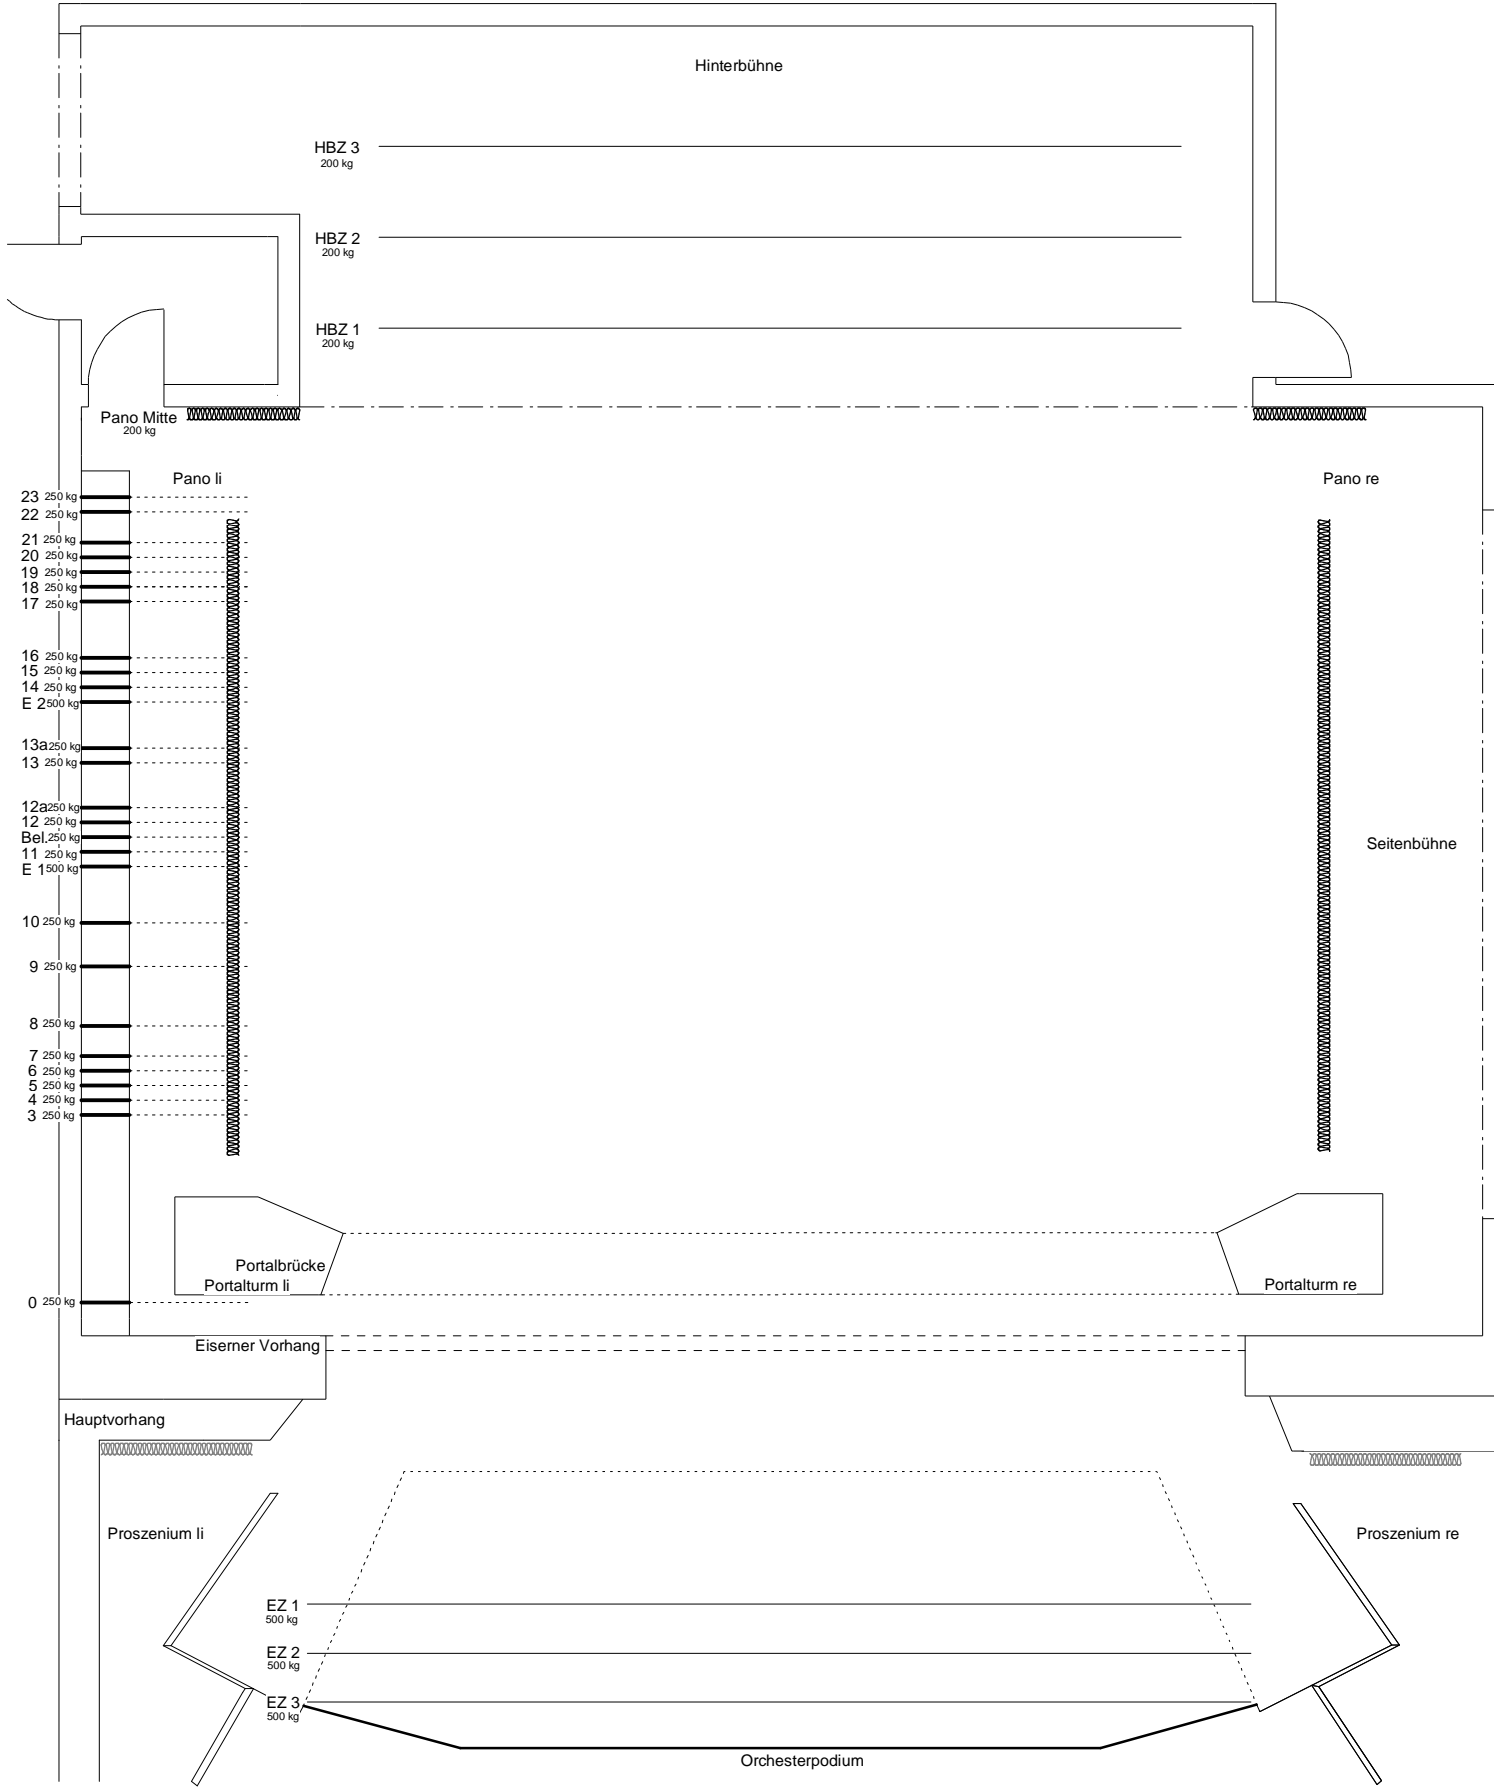 Hinterbühne
HBZ 3
200 kg
HBZ 2
200 kg
HBZ 1
200 kg
Pano Mitte
200 kg
Pano li
Pano re
23 250 kg
22 250 kg
21 250 kg
20 250 kg
19 250 kg
18 250 kg
17 250 kg
16 250 kg
15 250 kg
14 250 kg
E 2 500 kg
13a 250 kg
13 250 kg
12a 250 kg
12 250 kg
Bel. 250 kg
Seitenbühne
11 250 kg
E 1 500 kg
10 250 kg
9 250 kg
8 250 kg
7 250 kg
6 250 kg
5 250 kg
4 250 kg
3 250 kg
Portalbrücke
Portalturm li
Portalturm re
0 250 kg
Eiserner Vorhang
Hauptvorhang
Proszenium li
Proszenium re
EZ 1
500 kg
EZ 2
500 kg
EZ 3
500 kg
Orchesterpodium